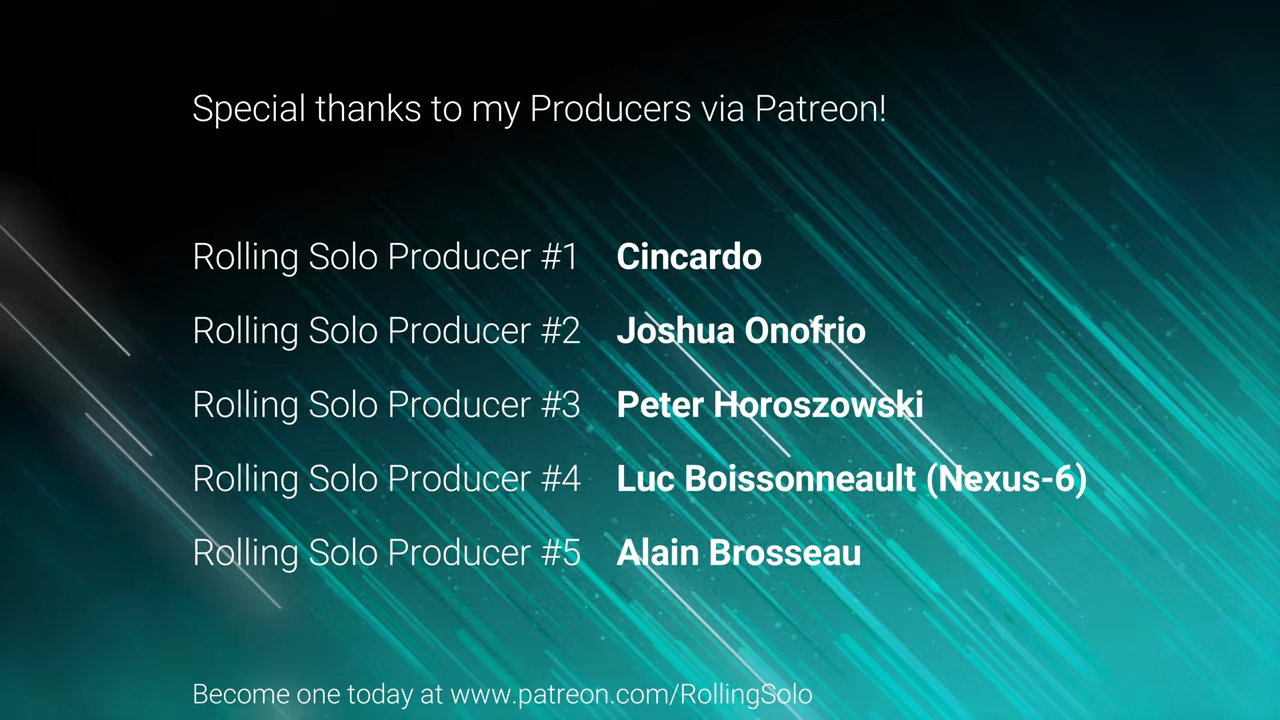 Special thanks to my Producers via Patreon!
Rolling Solo Producer #1 Cincardo
Rolling Solo Producer #2 Joshua Onofrio
Rolling Solo Producer #3 Peter Horoszowski
Rolling Solo Producer #4 Luc Boissonneault (Nexus-6)
Rolling Solo Producer #5 Alain Brosseau
Become one today at www.patreon.com/RollingSolo